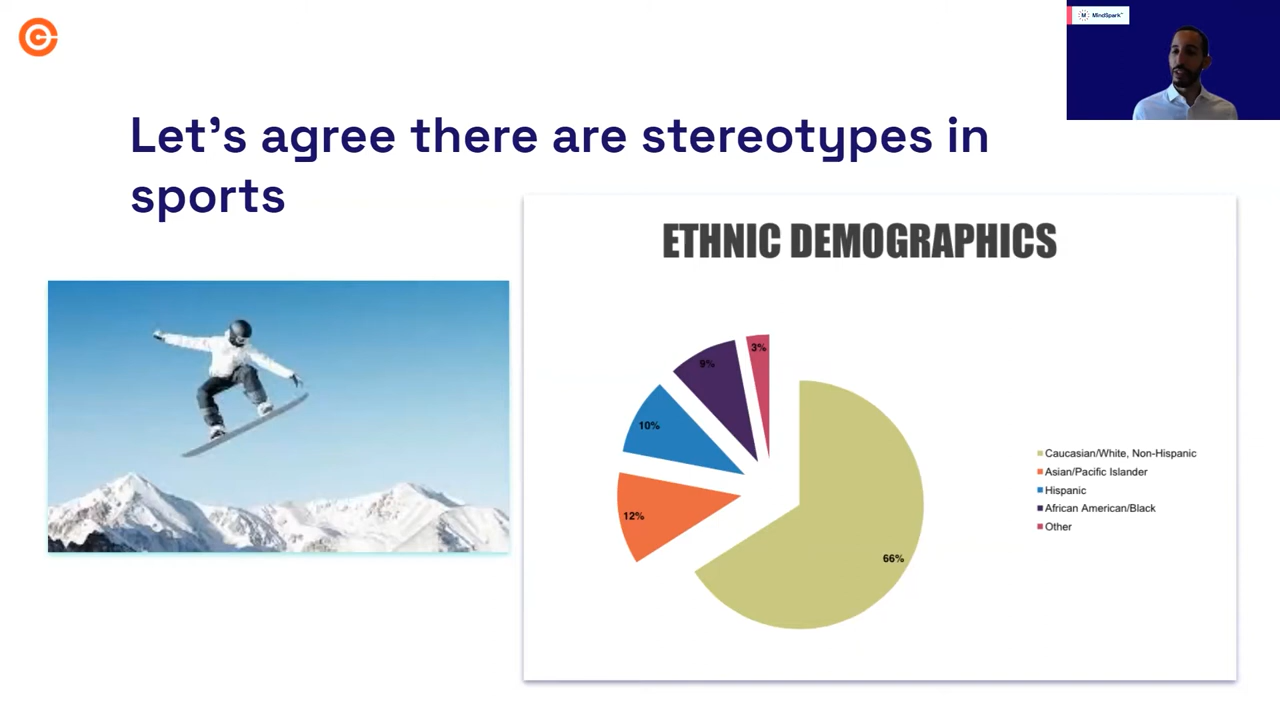 MindSpark™
Let's agree there are stereotypes in
sports
ETHNIC DEMOGRAPHICS
3%
9%
10%
12%
66%
Caucasian/White, Non-Hispanic
Asian/Pacific Islander
Hispanic
African American/Black
Other